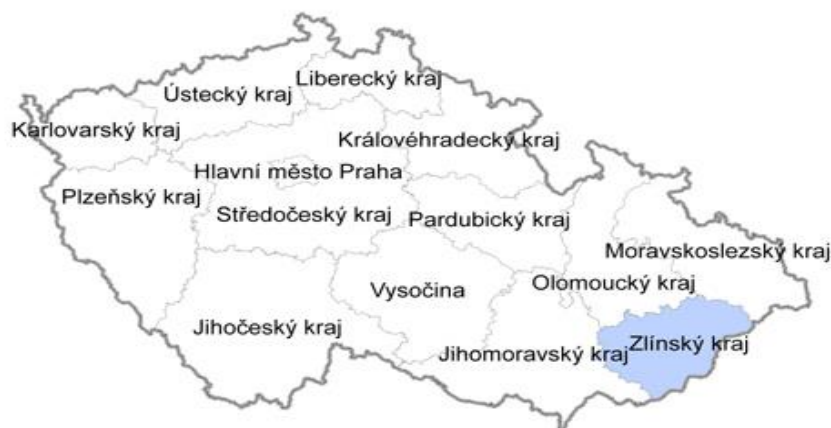 Liberecký kraj
Ústecký kraj
Karlovarský kraj
Královéhradecký kraj
Hlavní město Praha
Plzeňský kraj
Středočeský kraj
Pardubický kraj
Moravskoslezský kraj
Olomoucký kraj
Vysočina
Jihočeský kraj
Zlínský kraj
Jihomoravský kraj